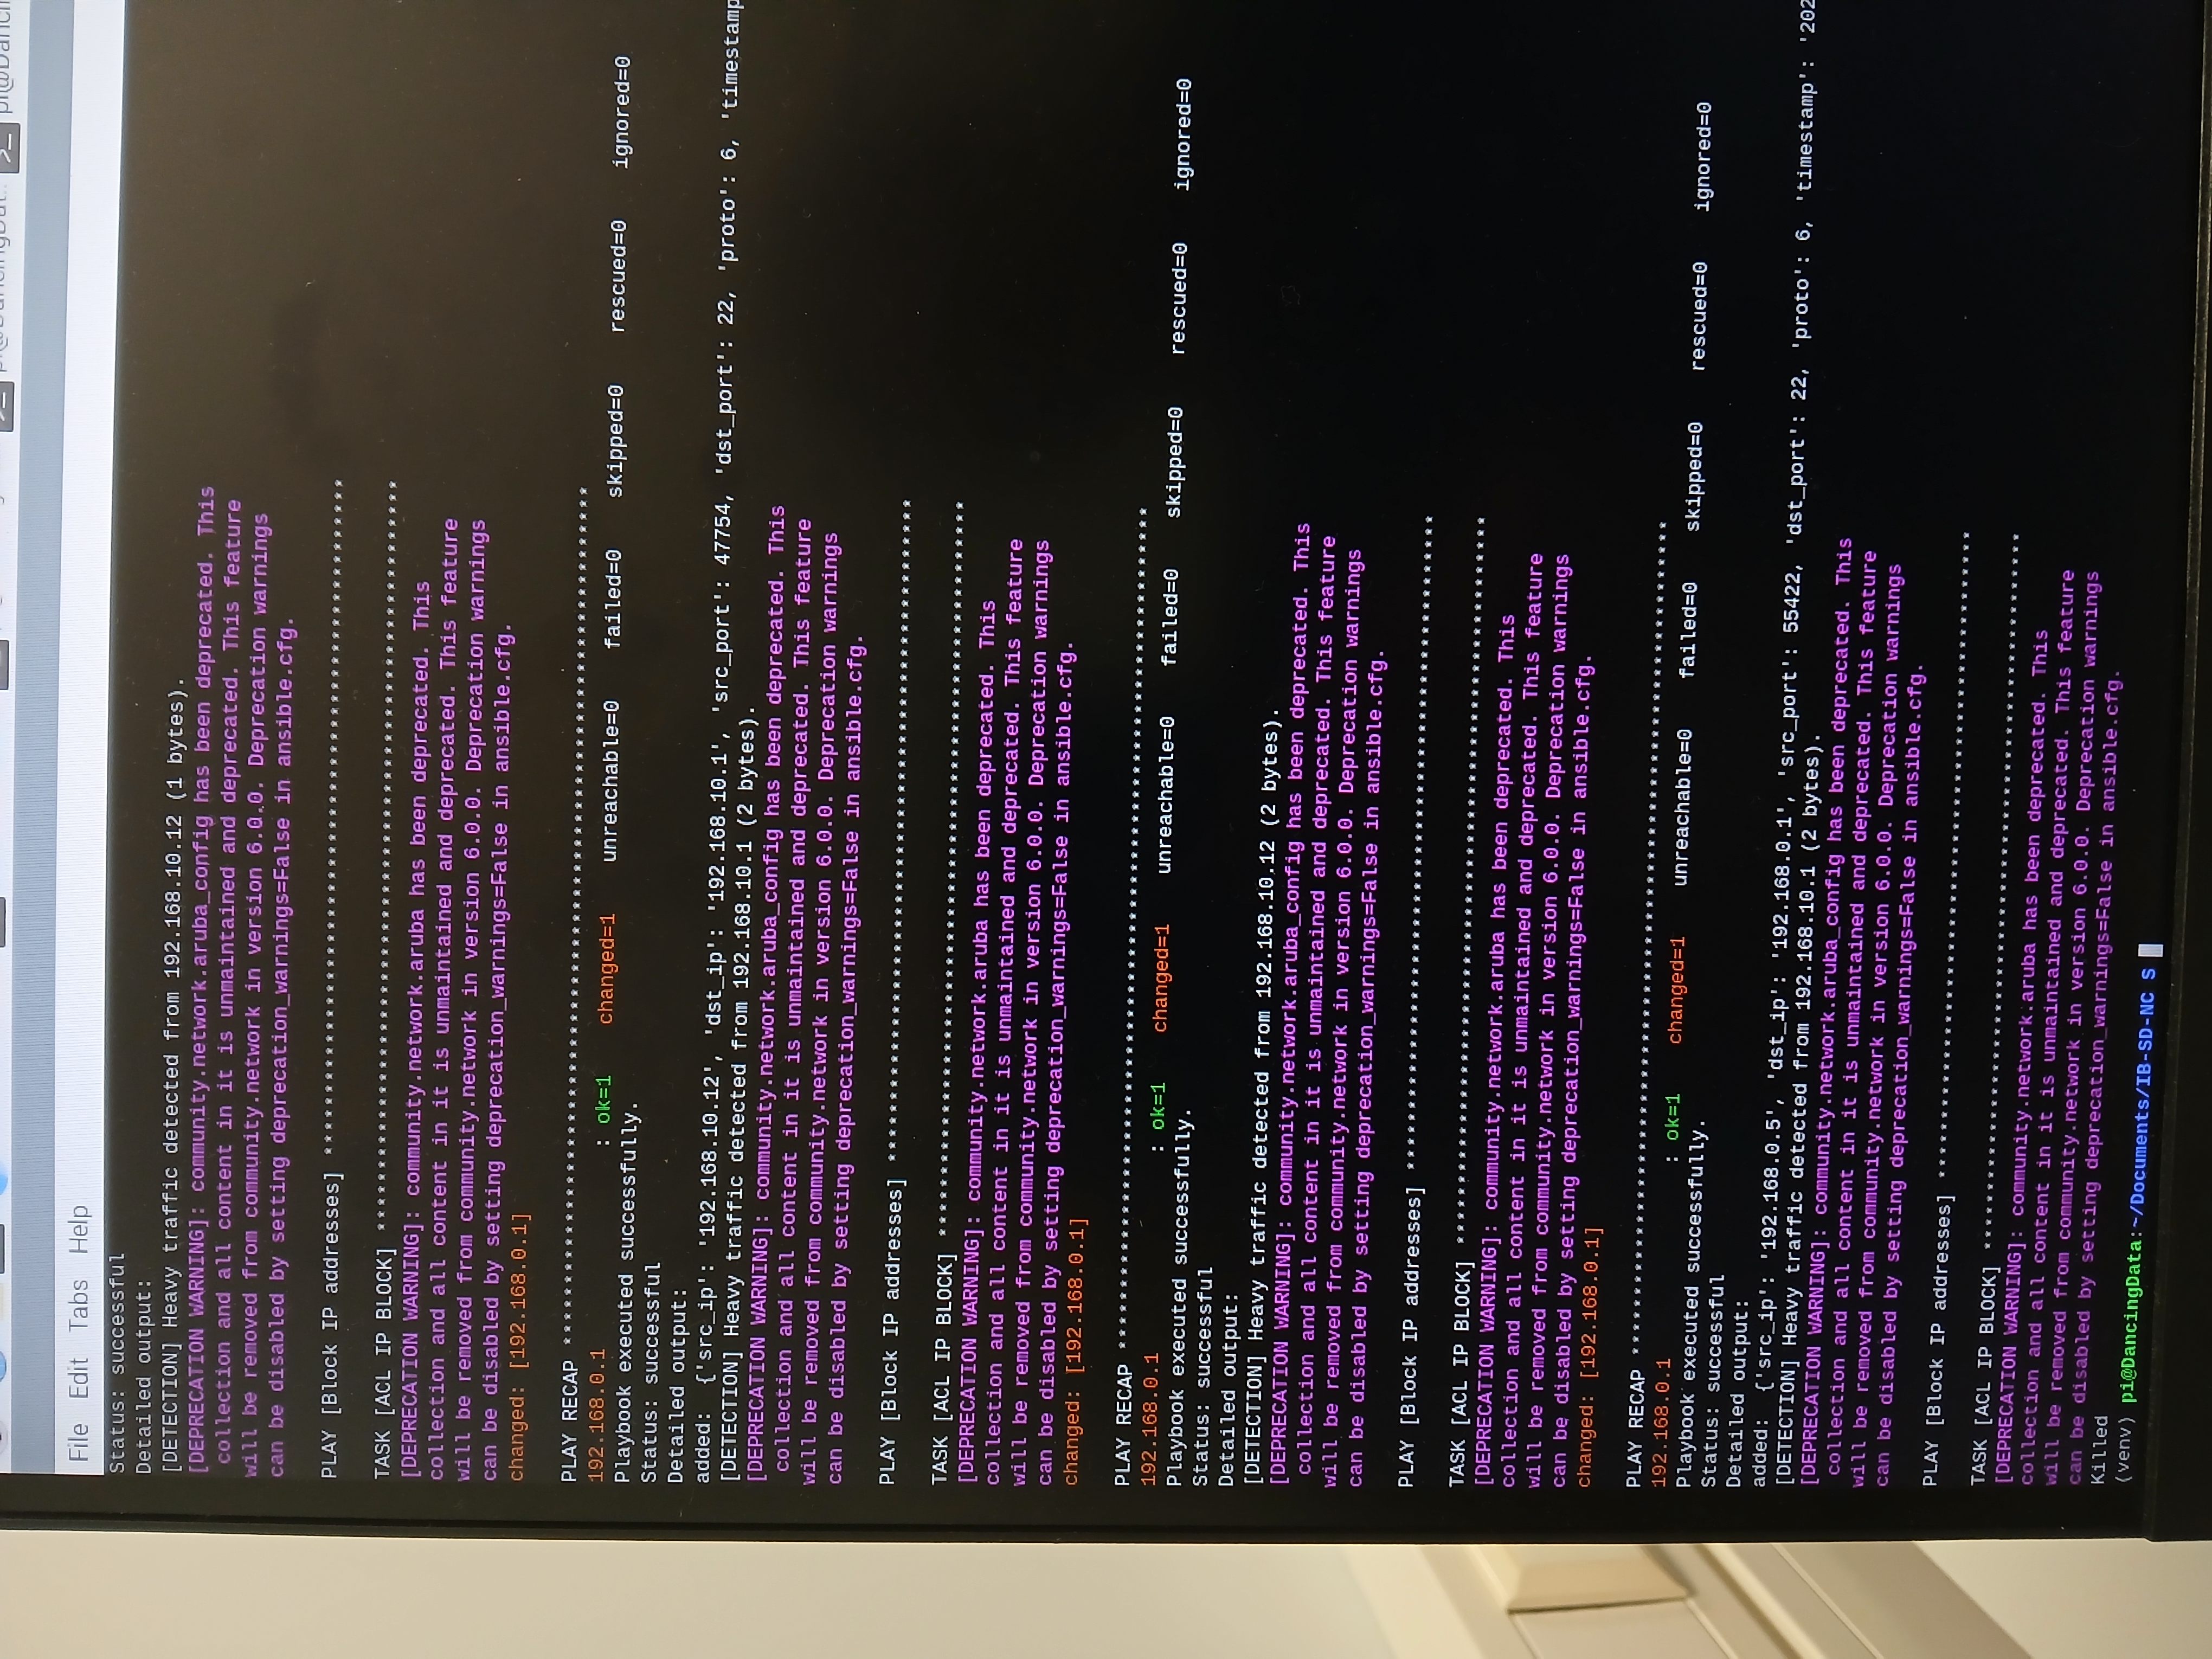 File Edit Tabs Help
Status: successful
Detailed output:
[DETECTION] Heavy traffic detected from 192.168.10.12 (1 bytes).
[DEPRECATION WARNING]: community.network.aruba_config has been deprecated. This
 collection and all content in it is unmaintained and deprecated. This feature
will be removed from community.network in version 6.0.0. Deprecation warnings
can be disabled by setting deprecation_warnings=False in ansible.cfg.
PLAY [Block IP addresses] ******************************************************
TASK [ACL IP BLOCK] ************************************************************
[DEPRECATION WARNING]: community.network.aruba has been deprecated. This
collection and all content in it is unmaintained and deprecated. This feature
will be removed from community.network in version 6.0.0. Deprecation warnings
can be disabled by setting deprecation_warnings=False in ansible.cfg.
changed: [192.168.0.1]
PLAY RECAP *********************************************************************
192.168.0.1 : ok=1 changed=1 unreachable=0 failed=0 skipped=0 rescued=0 ignored=0
Playbook executed successfully.
Status: successful
Detailed output:
added:  {'src_ip': '192.168.10.12', 'dst_ip': '192.168.10.1', 'src_port': 47754, 'dst_port': 22, 'proto': 6, 'timestamp
[DETECTION] Heavy traffic detected from 192.168.10.1 (2 bytes).
[DEPRECATION WARNING]: community.network.aruba_config has been deprecated. This
 collection and all content in it is unmaintained and deprecated. This feature
will be removed from community.network in version 6.0.0. Deprecation warnings
can be disabled by setting deprecation_warnings=False in ansible.cfg.
PLAY [Block IP addresses] ******************************************************
TASK [ACL IP BLOCK] ************************************************************
[DEPRECATION WARNING]: community.network.aruba has been deprecated. This
collection and all content in it is unmaintained and deprecated. This feature
will be removed from community.network in version 6.0.0. Deprecation warnings
can be disabled by setting deprecation_warnings=False in ansible.cfg.
changed: [192.168.0.1]
PLAY RECAP *********************************************************************
192.168.0.1 : ok=1 changed=1 unreachable=0 failed=0 skipped=0 rescued=0 ignored=0
Playbook executed successfully.
Status: successful
Detailed output:
[DETECTION] Heavy traffic detected from 192.168.10.12 (2 bytes).
[DEPRECATION WARNING]: community.network.aruba_config has been deprecated. This
 collection and all content in it is unmaintained and deprecated. This feature
will be removed from community.network in version 6.0.0. Deprecation warnings
can be disabled by setting deprecation_warnings=False in ansible.cfg.
PLAY [Block IP addresses] ******************************************************
TASK [ACL IP BLOCK] ************************************************************
[DEPRECATION WARNING]: community.network.aruba has been deprecated. This
collection and all content in it is unmaintained and deprecated. This feature
will be removed from community.network in version 6.0.0. Deprecation warnings
can be disabled by setting deprecation_warnings=False in ansible.cfg.
changed: [192.168.0.1]
PLAY RECAP *********************************************************************
192.168.0.1 : ok=1 changed=1 unreachable=0 failed=0 skipped=0 rescued=0 ignored=0
Playbook executed successfully.
Status: successful
Detailed output:
added:  {'src_ip': '192.168.0.5', 'dst_ip': '192.168.0.1', 'src_port': 55422, 'dst_port': 22, 'proto': 6, 'timestamp': '202
[DETECTION] Heavy traffic detected from 192.168.10.1 (2 bytes).
[DEPRECATION WARNING]: community.network.aruba_config has been deprecated. This
 collection and all content in it is unmaintained and deprecated. This feature
will be removed from community.network in version 6.0.0. Deprecation warnings
can be disabled by setting deprecation_warnings=False in ansible.cfg.
PLAY [Block IP addresses] ******************************************************
TASK [ACL IP BLOCK] ************************************************************
[DEPRECATION WARNING]: community.network.aruba has been deprecated. This
collection and all content in it is unmaintained and deprecated. This feature
will be removed from community.network in version 6.0.0. Deprecation warnings
can be disabled by setting deprecation_warnings=False in ansible.cfg.
Killed
(venv) pi@DancingData:~/Documents/IB-SD-NC S